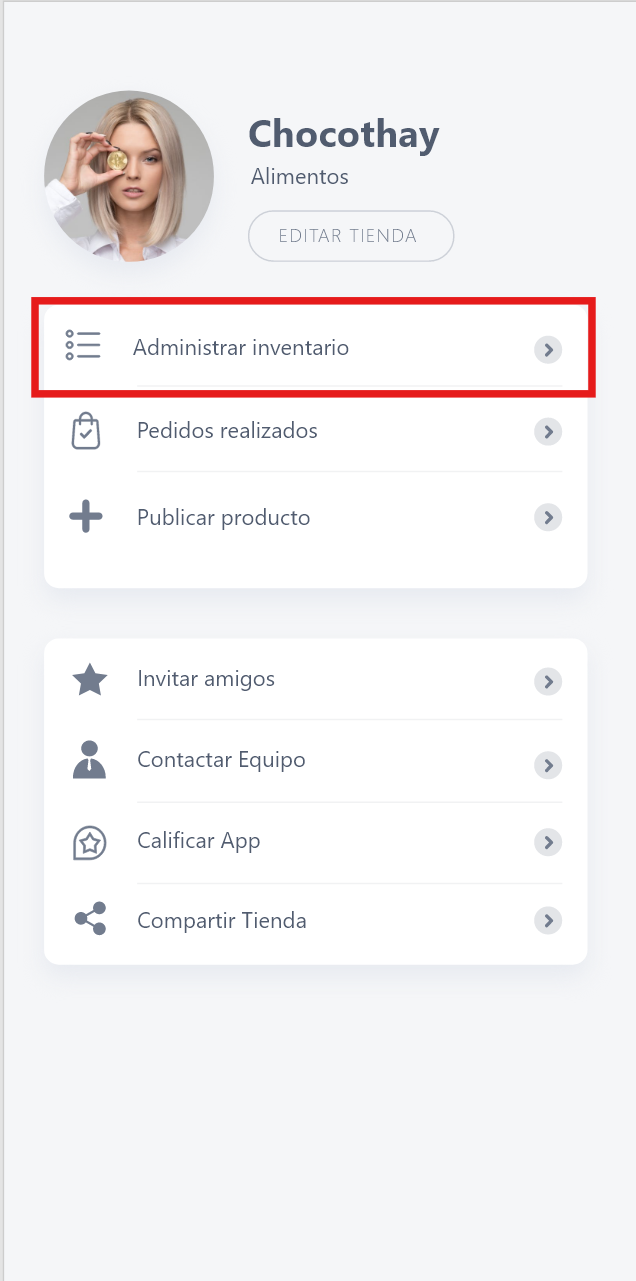 Chocothay
Alimentos
EDITAR TIENDA
Administrar inventario
Pedidos realizados
Publicar producto
Invitar amigos
Contactar Equipo
Calificar App
Compartir Tienda